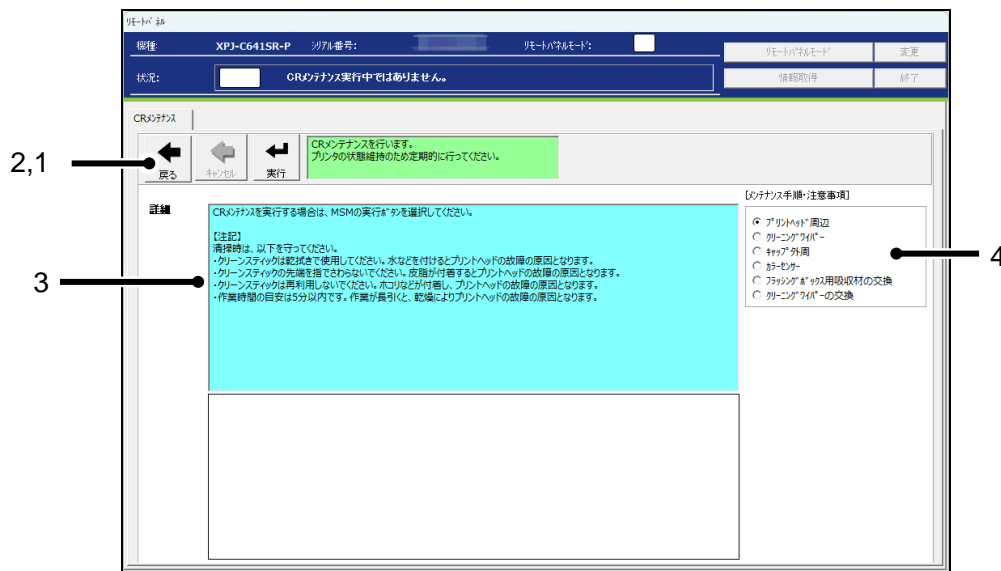 リモートパネル
機種: XPJ-C641SR-P シリアル番号: リモートパネルモード:
リモートパネルモード 変更
状況: CRメンテナンス実行中ではありません。
情報取得 終了
CRメンテナンス
戻る キャンセル 実行
CRメンテナンスを行います。
プリンタの状態維持のため定期的に行ってください。
2,1
詳細
CRメンテナンスを実行する場合は、MSMの実行ボタンを選択してください。
【注記】
清掃時は、以下を守ってください。
・クリーンスティックは乾拭きで使用してください。水などを付けるとプリントヘッドの故障の原因となります。
・クリーンスティックの先端を指でさわらないでください。皮脂が付着するとプリントヘッドの故障の原因となります。
・クリーンスティックは再利用しないでください。ホコリなどが付着し、プリントヘッドの故障の原因となります。
・作業時間の目安は5分以内です。作業が長引くと、乾燥によりプリントヘッドの故障の原因となります。
3
[メンテナンス手順・注意事項]
プリントヘッド周辺
クリーニングワイパー
キャップ外周
カラーセンサー
フラッシングボックス用吸収材の交換
クリーニングワイパーの交換
4